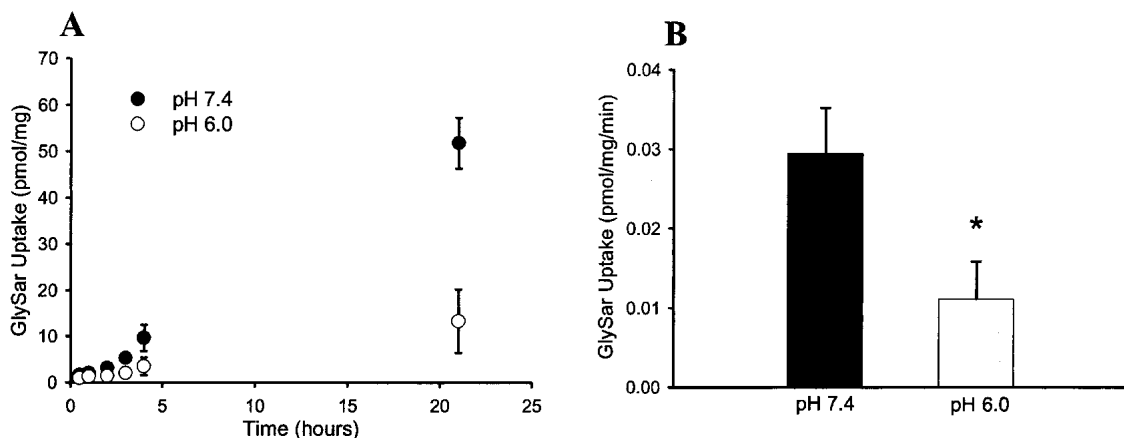 A
GlySar Uptake (pmol/mg)
70
60
50
40
30
20
10
0
pH 7.4
pH 6.0
0 5 10 15 20 25
Time (hours)
B
GlySar Uptake (pmol/mg/min)
0.04
0.03
0.02
0.01
0.00
*
pH 7.4 pH 6.0